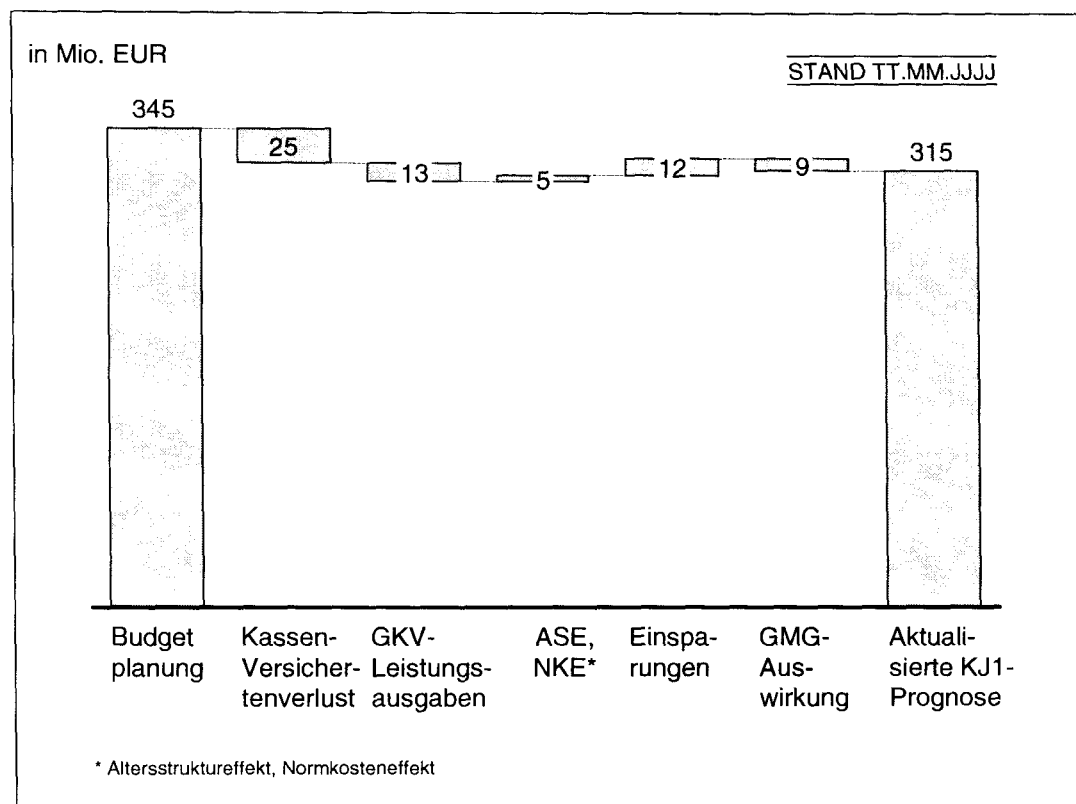 in Mio. EUR
STAND TT.MM.JJJJ
345
25
13
5
12
9
315
Budget
planung
Kassen-
Versicher-
tenverlust
GKV-
Leistungs-
ausgaben
ASE,
NKE*
Einspa-
rungen
GMG-
Aus-
wirkung
Aktuali-
sierte KJ1-
Prognose
* Altersstruktureffekt, Normkosteneffekt